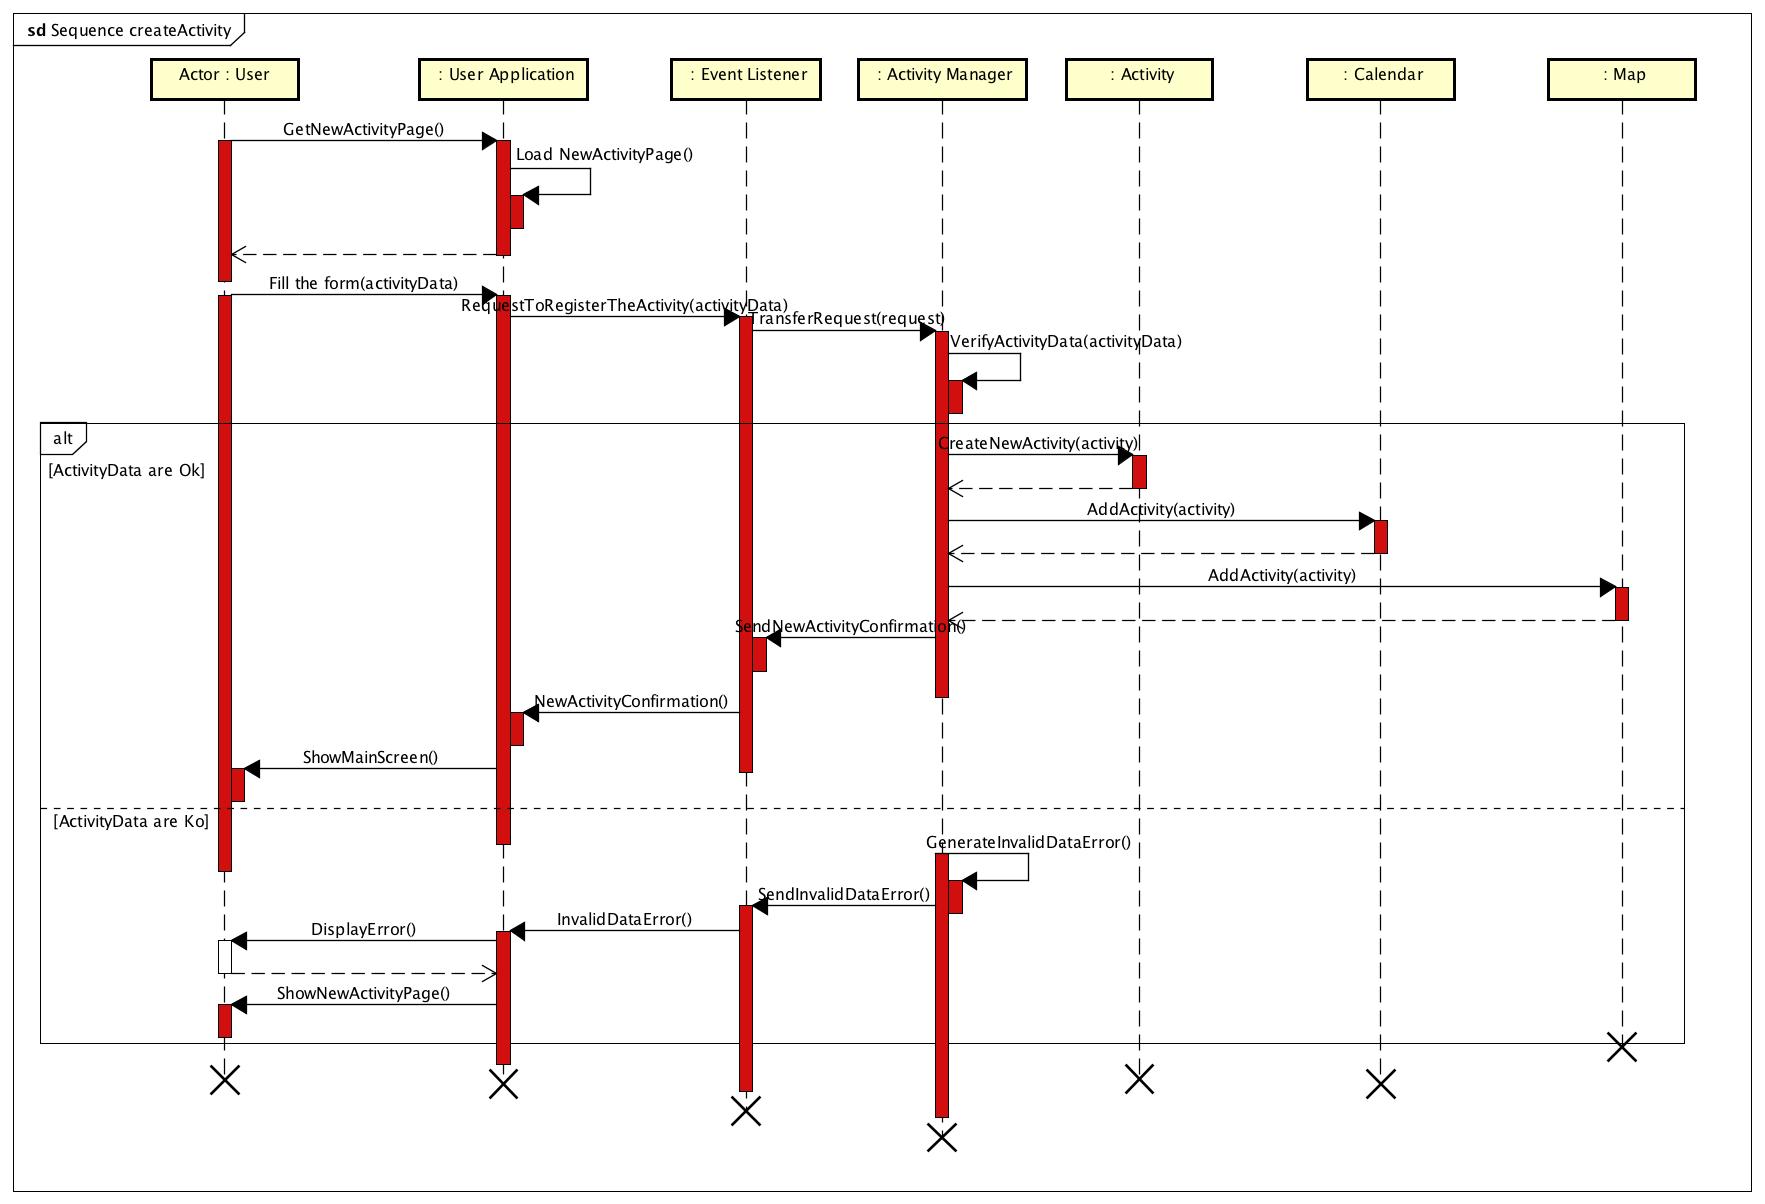 sd Sequence createActivity
Actor : User
: User Application
: Event Listener
: Activity Manager
: Activity
: Calendar
: Map
GetNewActivityPage()
Load NewActivityPage()
Fill the form(activityData)
RequestToRegisterTheActivity(activityData)
TransferRequest(request)
VerifyActivityData(activityData)
alt
[ActivityData are Ok]
CreateNewActivity(activity)
AddActivity(activity)
AddActivity(activity)
SendNewActivityConfirmation()
NewActivityConfirmation()
ShowMainScreen()
[ActivityData are Ko]
GenerateInvalidDataError()
SendInvalidDataError()
InvalidDataError()
DisplayError()
ShowNewActivityPage()